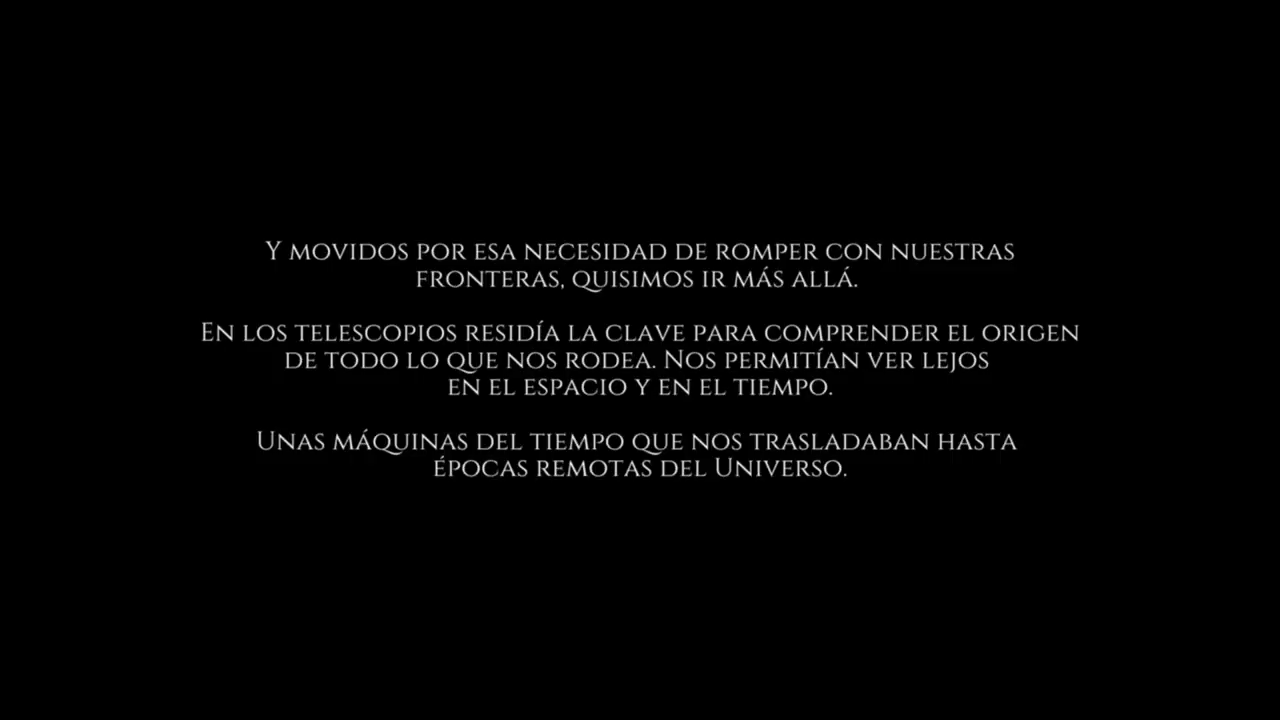 Y movidos por esa necesidad de romper con nuestras
fronteras, quisimos ir más allá.
En los telescopios residía la clave para comprender el origen
de todo lo que nos rodea. Nos permitían ver lejos
en el espacio y en el tiempo.
Unas máquinas del tiempo que nos trasladaban hasta
épocas remotas del Universo.